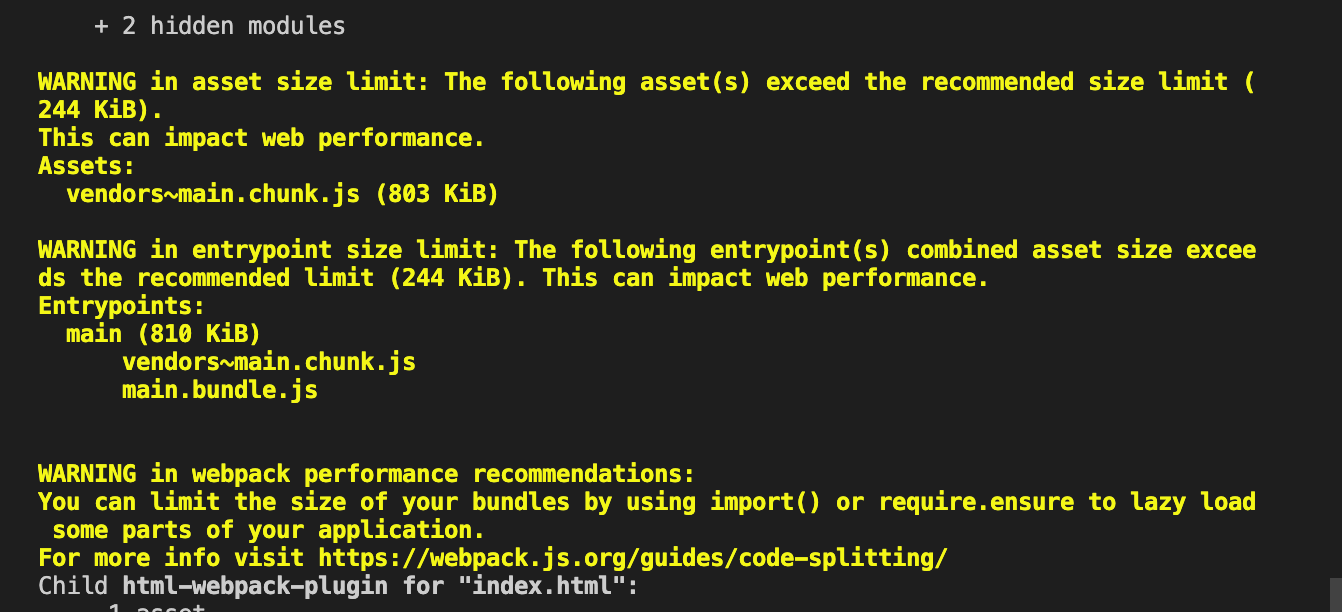 + 2 hidden modules
WARNING in asset size limit: The following asset(s) exceed the recommended size limit (
244 KiB).
This can impact web performance.
Assets:
vendors~main.chunk.js (803 KiB)
WARNING in entrypoint size limit: The following entrypoint(s) combined asset size excee
ds the recommended limit (244 KiB). This can impact web performance.
Entrypoints:
main (810 KiB)
vendors~main.chunk.js
main.bundle.js
WARNING in webpack performance recommendations:
You can limit the size of your bundles by using import() or require.ensure to lazy load
some parts of your application.
For more info visit https://webpack.js.org/guides/code-splitting/
Child html-webpack-plugin for "index.html":
1 asset